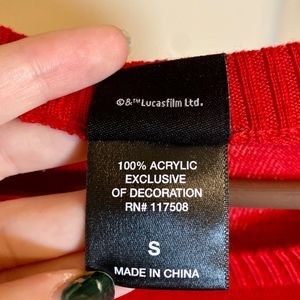 ©&™Lucasfilm Ltd.
100% ACRYLIC
EXCLUSIVE
OF DECORATION
RN# 117508
S
MADE IN CHINA